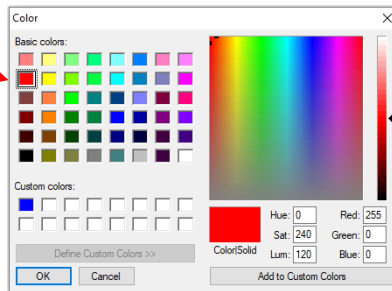 Color
Basic colors:
Custom colors:
Define Custom Colors >>
OK
Cancel
Color|Solid
Hue: 0
Sat: 240
Lum: 120
Red: 255
Green: 0
Blue: 0
Add to Custom Colors